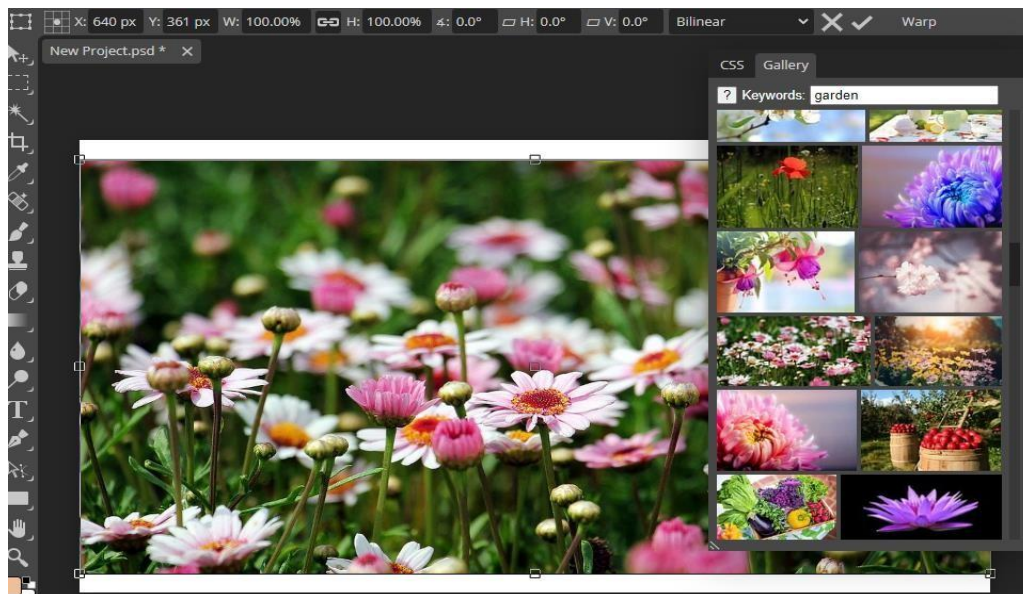 X: 640 px Y: 361 px W: 100.00% H: 100.00% ∡: 0.0° H: 0.0° V: 0.0° Bilinear Warp
New Project.psd *
CSS Gallery
? Keywords: garden
T